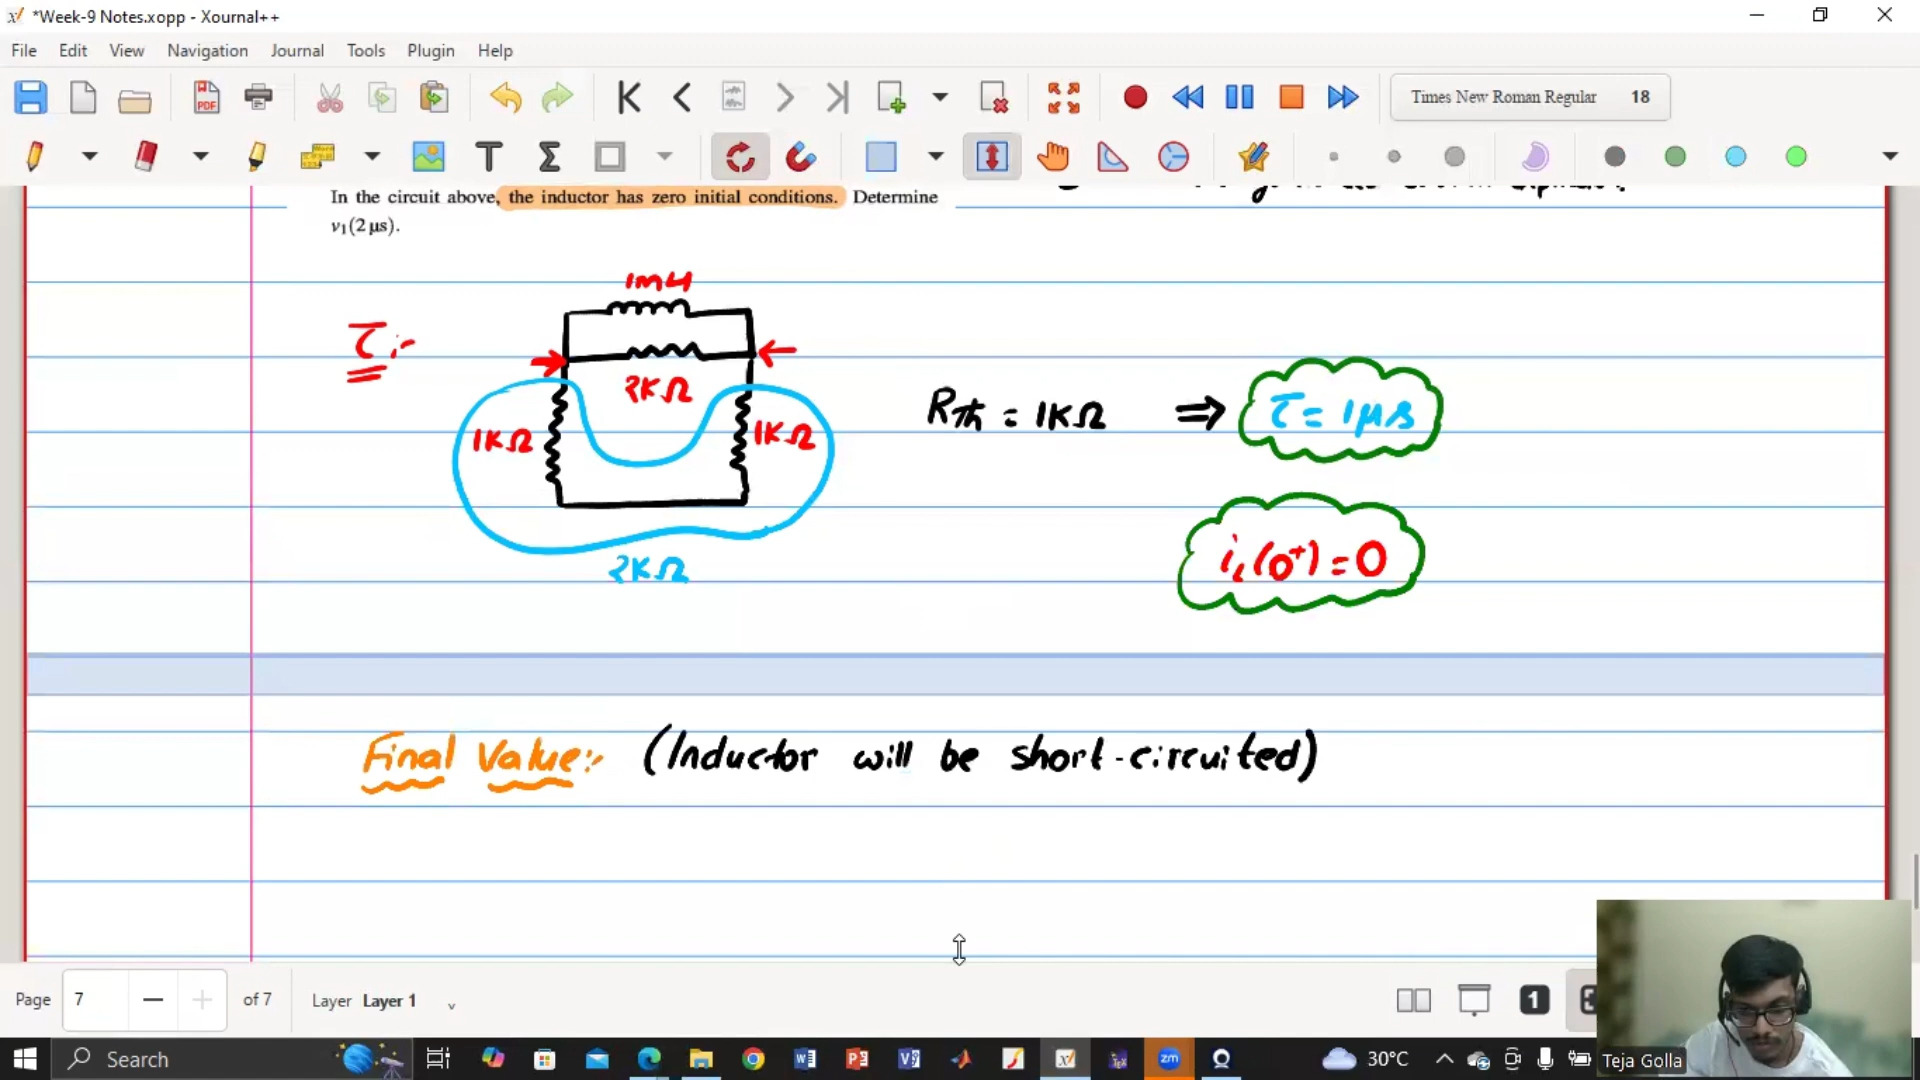 *Week-9 Notes.xopp - Xournal++
File Edit View Navigation Journal Tools Plugin Help
Times New Roman Regular 18
In the circuit above, the inductor has zero initial conditions. Determine
v1(2 µs).
1mH
τ:-
2KΩ
1KΩ
1KΩ
Rth = 1KΩ ⇒ τ = 1μs
2KΩ
iL(0+) = 0
Final Value:- (Inductor will be short-circuited)
Page 7 of 7 Layer Layer 1
1
Search
zm
30°C
Teja Golla